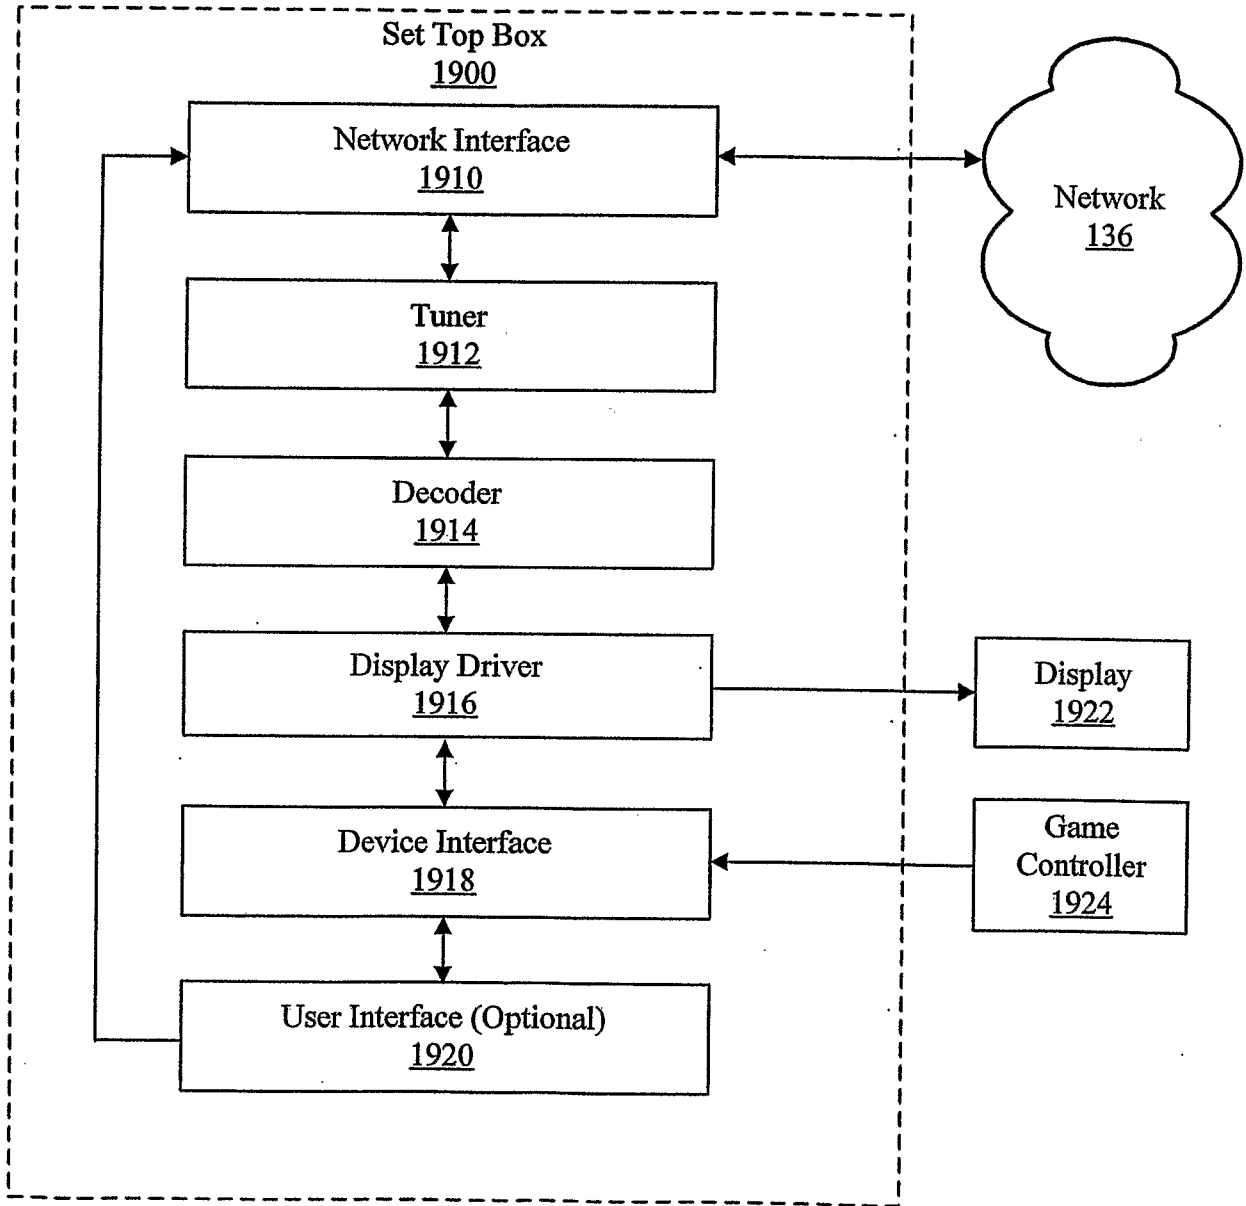 Set Top Box
1900
Network Interface
1910
Network
136
Tuner
1912
Decoder
1914
Display Driver
1916
Display
1922
Device Interface
1918
Game
Controller
1924
User Interface (Optional)
1920